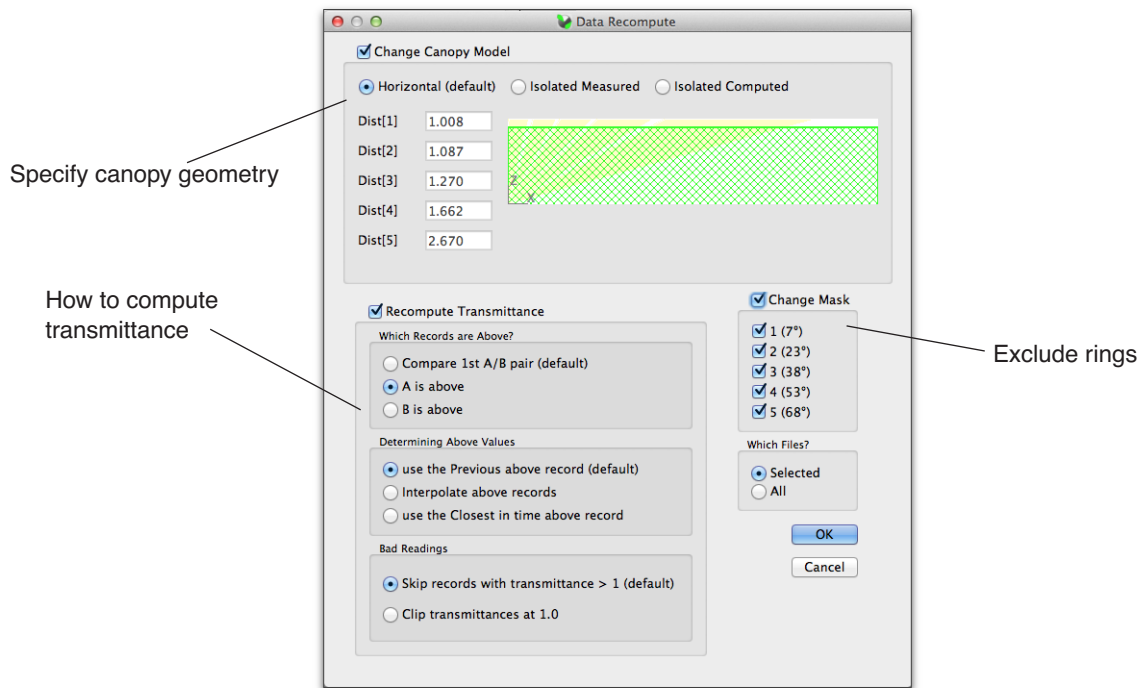 Data Recompute
Change Canopy Model
Horizontal (default) Isolated Measured Isolated Computed
Dist[1] 1.008
Dist[2] 1.087
Dist[3] 1.270
Dist[4] 1.662
Dist[5] 2.670
Z
X
Specify canopy geometry
How to compute
transmittance
Recompute Transmittance
Which Records are Above?
Compare 1st A/B pair (default)
A is above
B is above
Determining Above Values
use the Previous above record (default)
Interpolate above records
use the Closest in time above record
Bad Readings
Skip records with transmittance > 1 (default)
Clip transmittances at 1.0
Change Mask
1 (7°)
2 (23°)
3 (38°)
4 (53°)
5 (68°)
Exclude rings
Which Files?
Selected
All
OK
Cancel